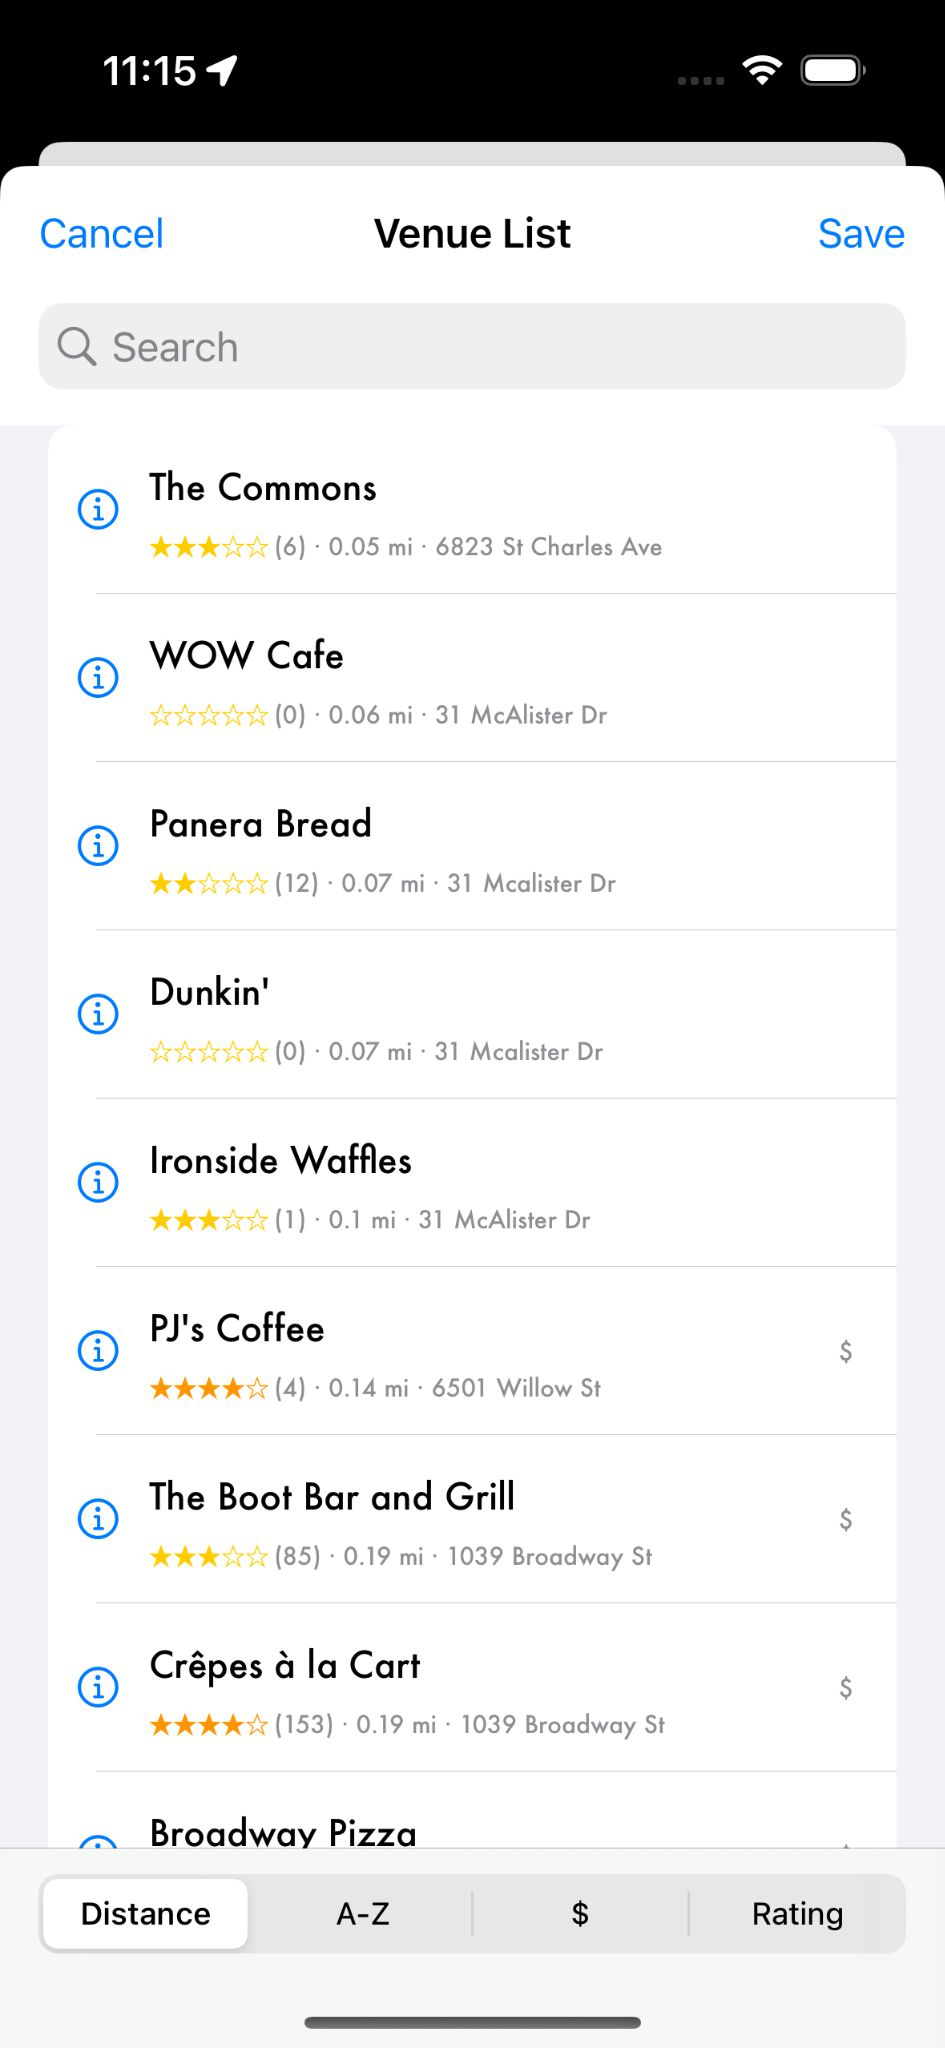 11:15
Cancel
Venue List
Save
Search
The Commons
★★★☆☆ (6) · 0.05 mi · 6823 St Charles Ave
WOW Cafe
☆☆☆☆☆ (0) · 0.06 mi · 31 McAlister Dr
Panera Bread
★★☆☆☆ (12) · 0.07 mi · 31 Mcalister Dr
Dunkin'
☆☆☆☆☆ (0) · 0.07 mi · 31 Mcalister Dr
Ironside Waffles
★★★☆☆ (1) · 0.1 mi · 31 McAlister Dr
PJ's Coffee
$
★★★★☆ (4) · 0.14 mi · 6501 Willow St
The Boot Bar and Grill
$
★★★☆☆ (85) · 0.19 mi · 1039 Broadway St
Crêpes à la Cart
$
★★★★☆ (153) · 0.19 mi · 1039 Broadway St
Broadway Pizza
Distance
A-Z
$
Rating